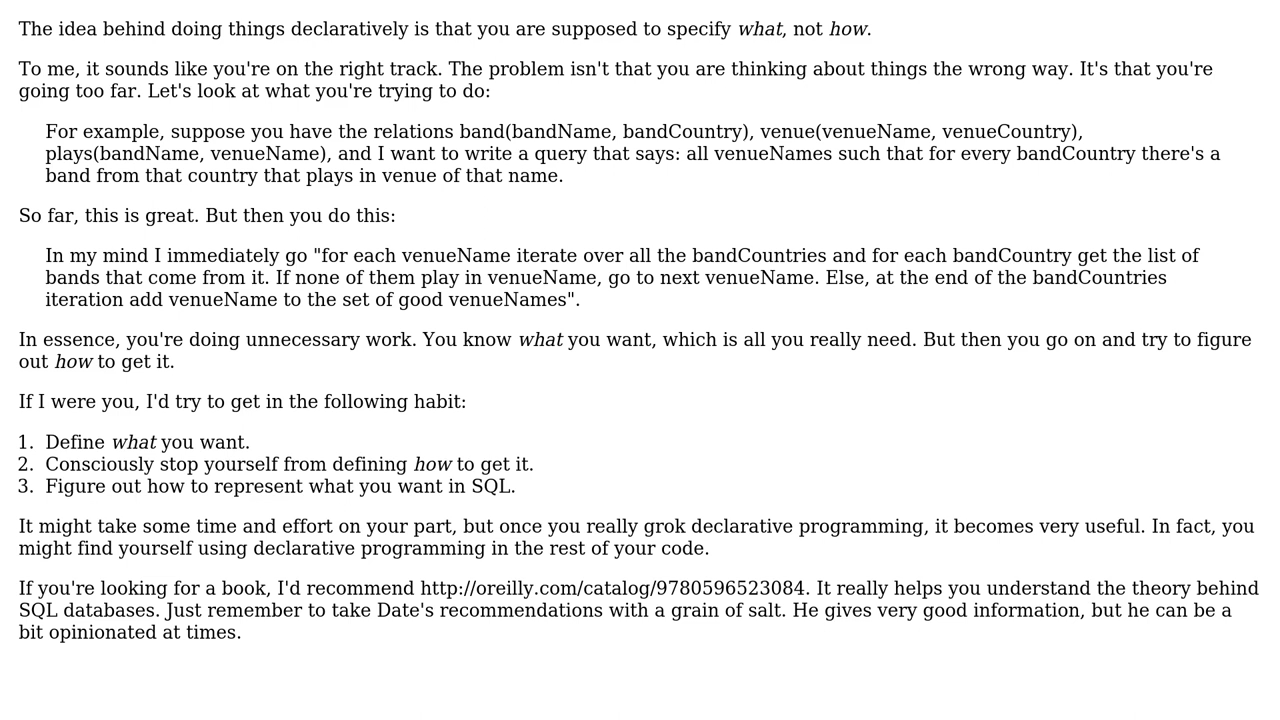 The idea behind doing things declaratively is that you are supposed to specify what, not how.
To me, it sounds like you're on the right track. The problem isn't that you are thinking about things the wrong way. It's that you're
going too far. Let's look at what you're trying to do:
For example, suppose you have the relations band(bandName, bandCountry), venue(venueName, venueCountry),
plays(bandName, venueName), and I want to write a query that says: all venueNames such that for every bandCountry there's a
band from that country that plays in venue of that name.
So far, this is great. But then you do this:
In my mind I immediately go "for each venueName iterate over all the bandCountries and for each bandCountry get the list of
bands that come from it. If none of them play in venueName, go to next venueName. Else, at the end of the bandCountries
iteration add venueName to the set of good venueNames".
In essence, you're doing unnecessary work. You know what you want, which is all you really need. But then you go on and try to figure
out how to get it.
If I were you, I'd try to get in the following habit:
1. Define what you want.
2. Consciously stop yourself from defining how to get it.
3. Figure out how to represent what you want in SQL.
It might take some time and effort on your part, but once you really grok declarative programming, it becomes very useful. In fact, you
might find yourself using declarative programming in the rest of your code.
If you're looking for a book, I'd recommend http://oreilly.com/catalog/9780596523084. It really helps you understand the theory behind
SQL databases. Just remember to take Date's recommendations with a grain of salt. He gives very good information, but he can be a
bit opinionated at times.